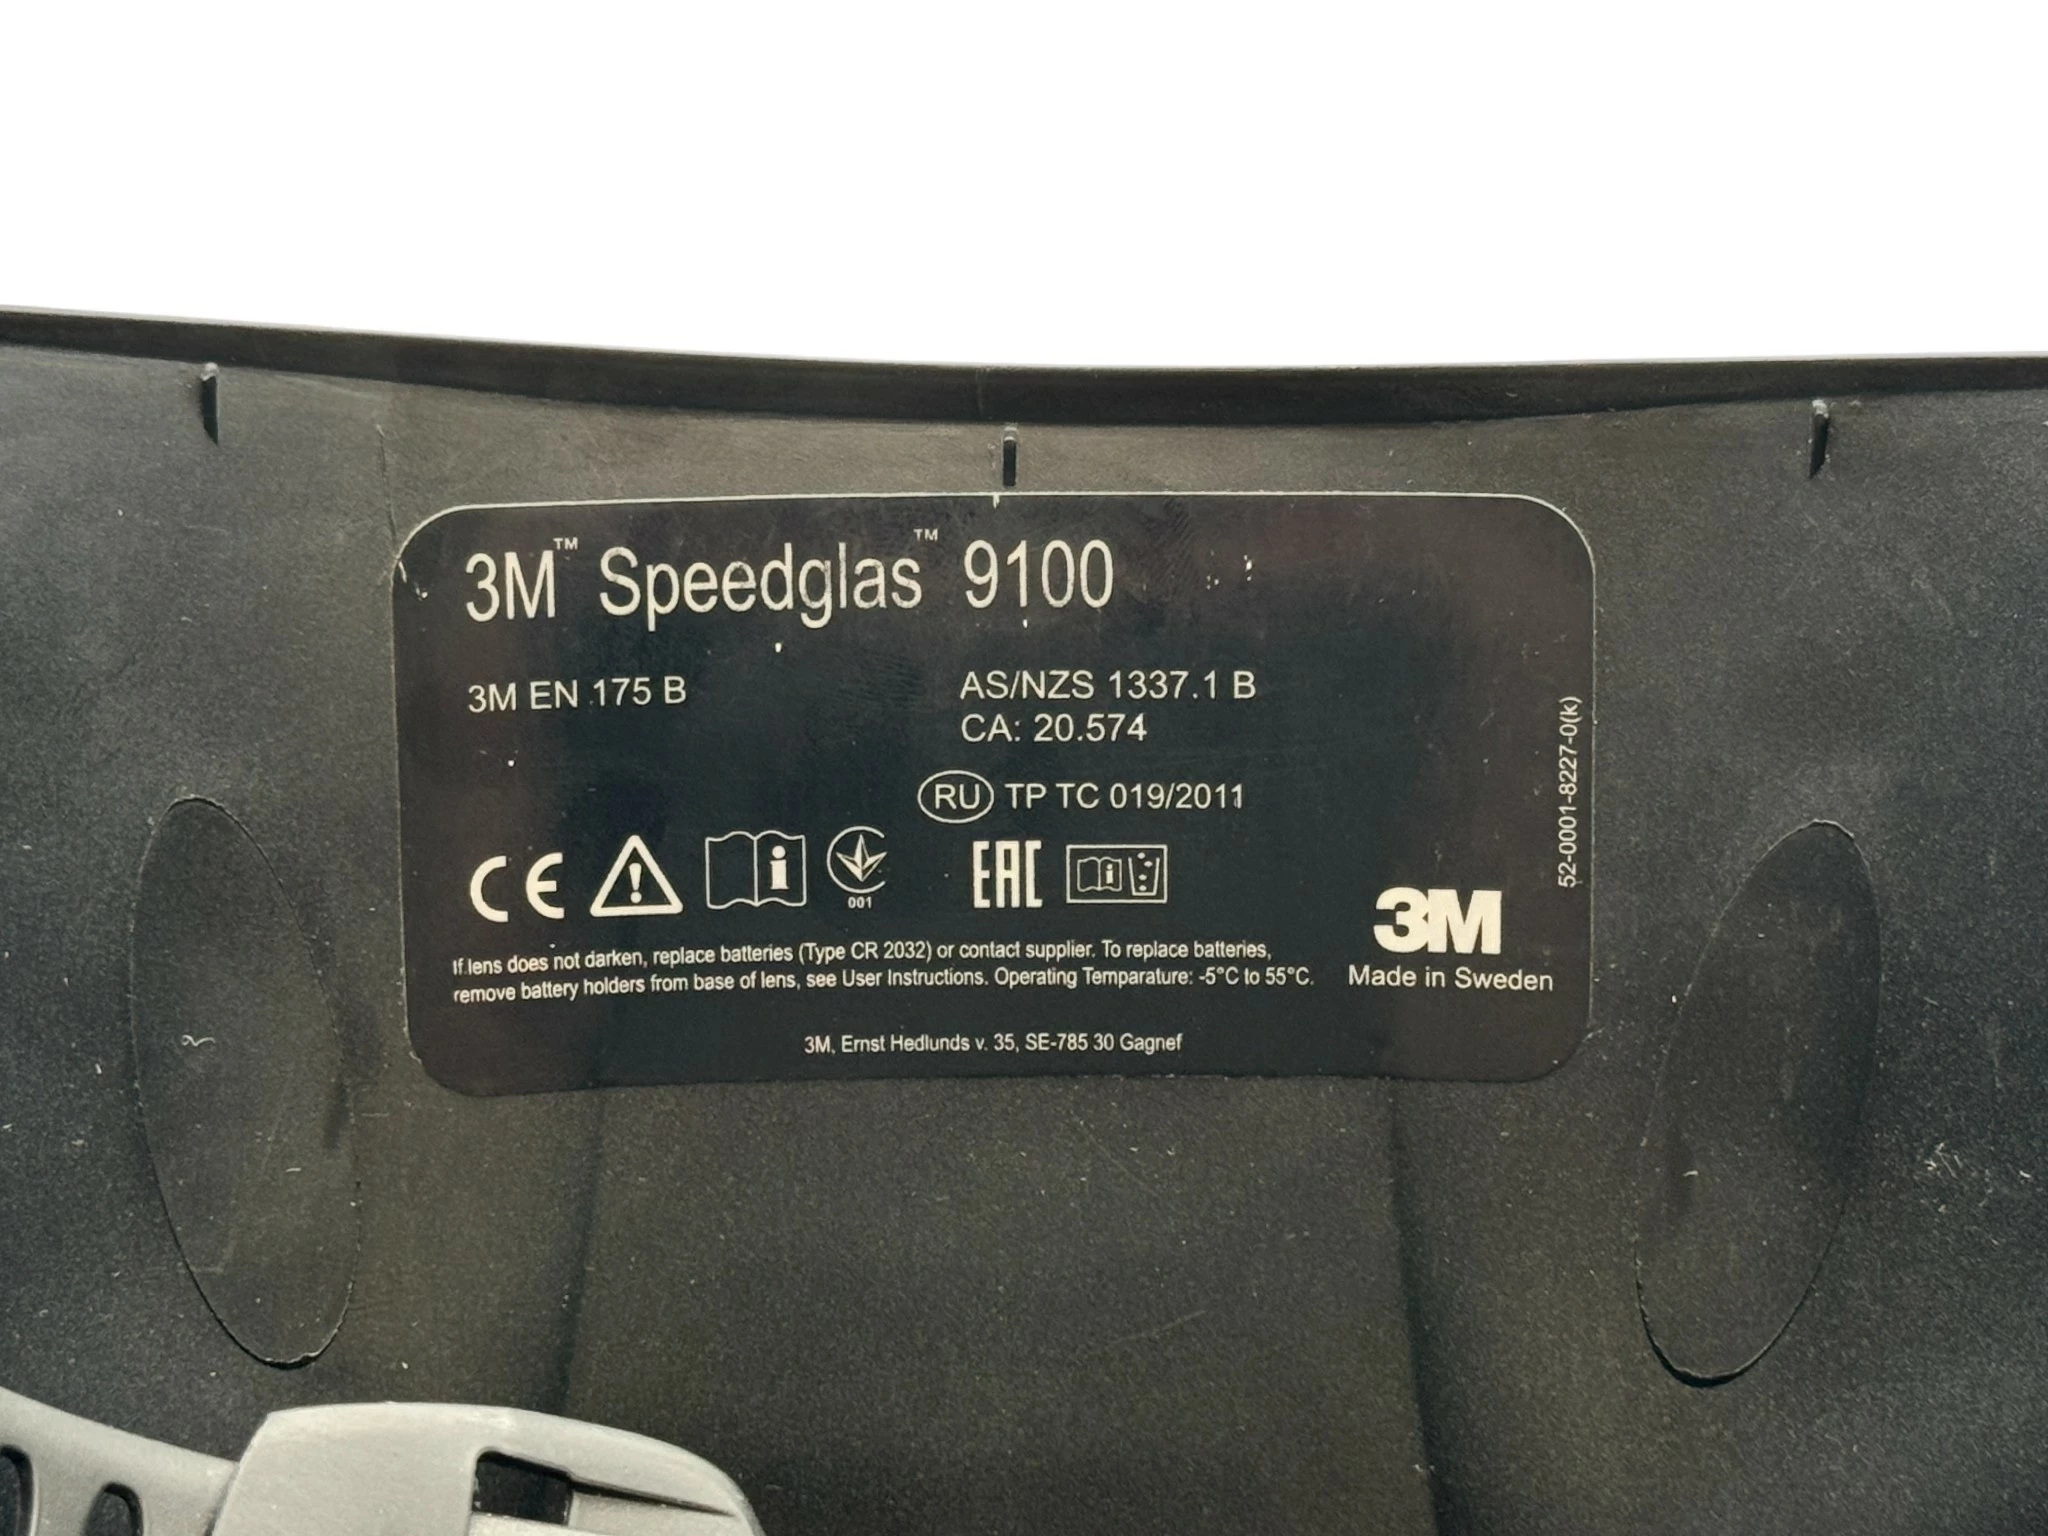 3M™ Speedglas™ 9100
3M EN 175 B
AS/NZS 1337.1 B
CA: 20.574
RU TP TC 019/2011
CE
001
EAC
If lens does not darken, replace batteries (Type CR 2032) or contact supplier. To replace batteries,
remove battery holders from base of lens, see User Instructions. Operating Temparature: -5°C to 55°C.
3M
Made in Sweden
3M, Ernst Hedlunds v. 35, SE-785 30 Gagnef
52-0001-8227-0(k)